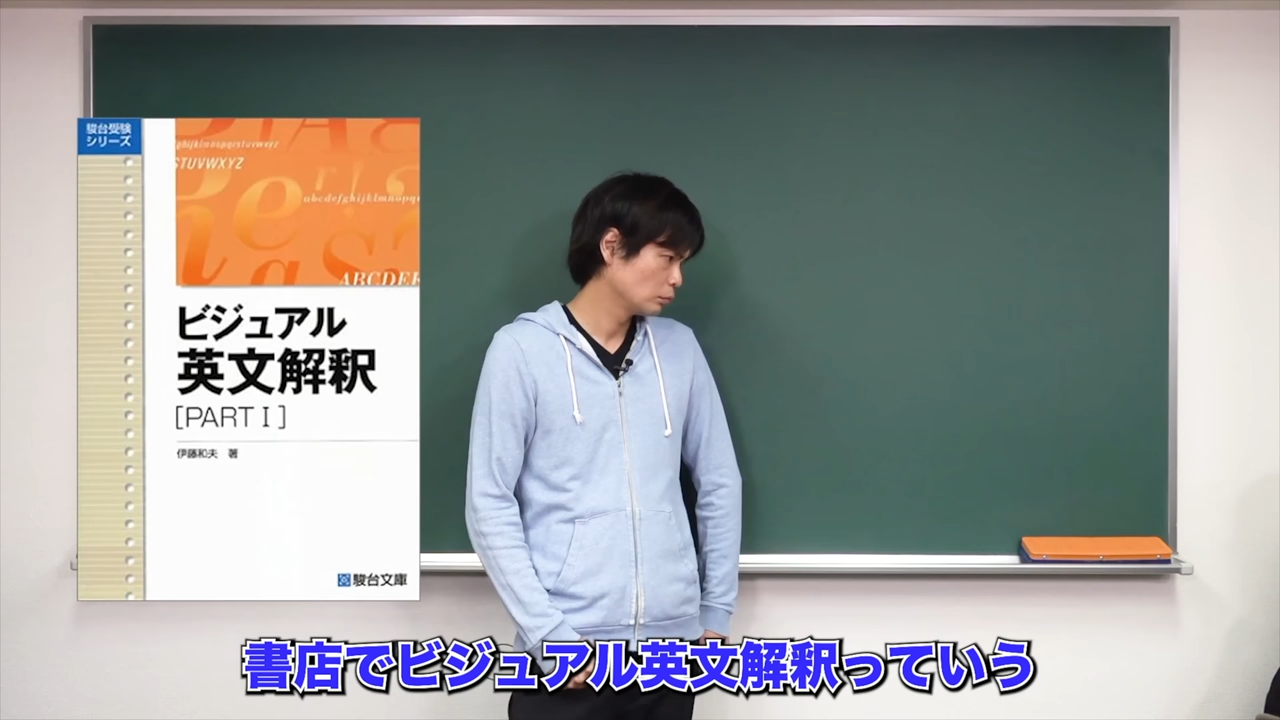 駿台受験
シリーズ
ghijklmnopqrstuvwxyz
STUVWXYZ
abcdefghijklmnopq
ABCDEF
ビジュアル
英文解釈
[PART I]
伊藤和夫 著
駿台文庫
書店でビジュアル英文解釈っていう